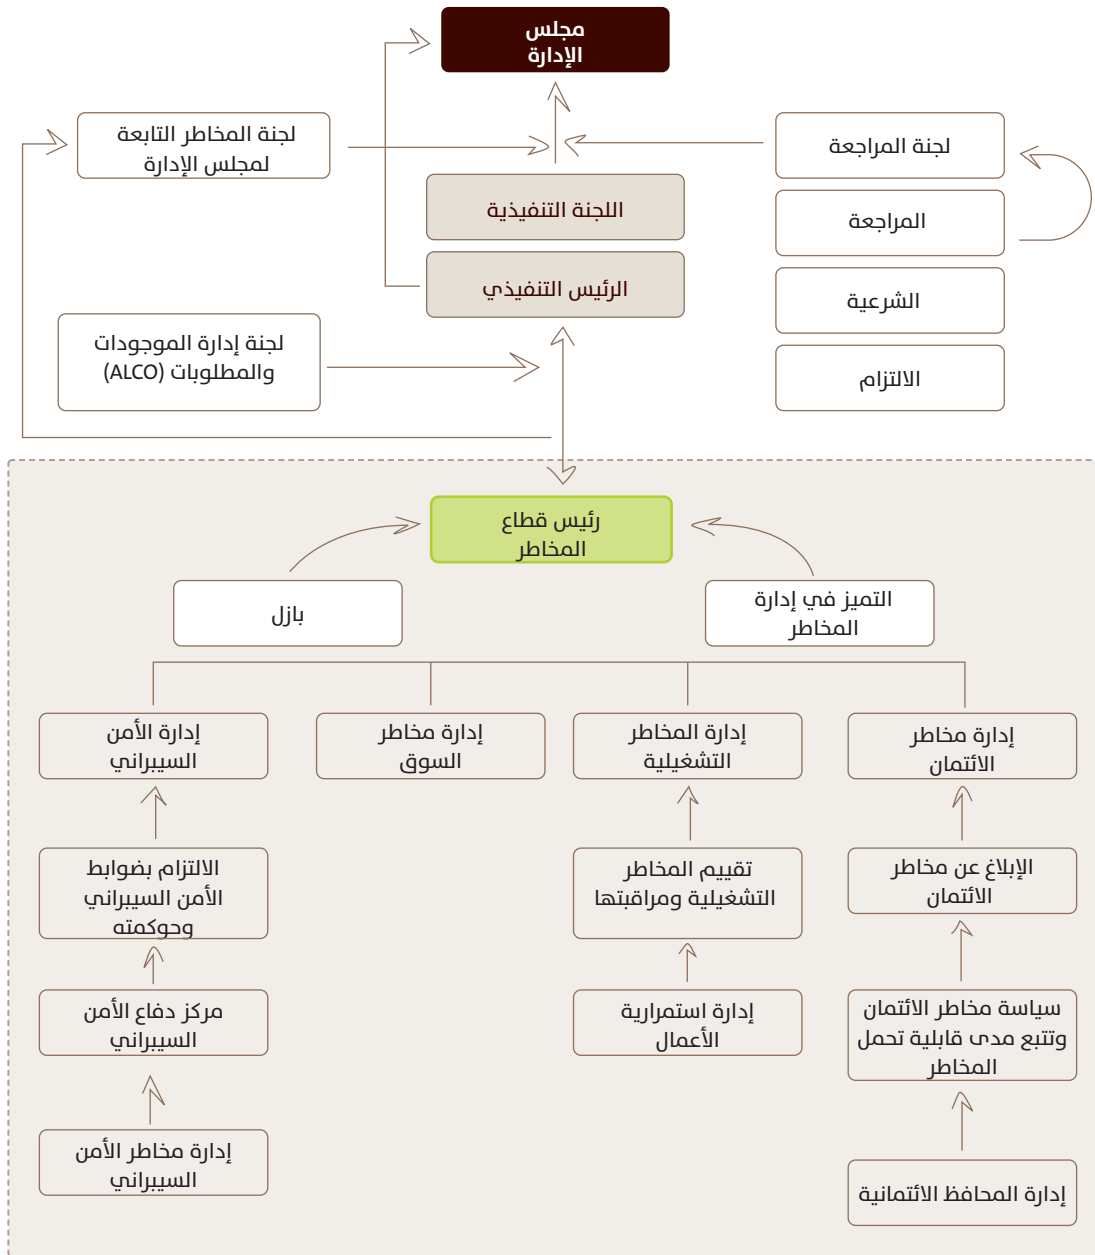 مجلس
الإدارة
لجنة المخاطر التابعة
لمجلس الإدارة
لجنة المراجعة
اللجنة التنفيذية
المراجعة
الرئيس التنفيذي
الشرعية
لجنة إدارة الموجودات
والمطلوبات (ALCO)
الالتزام
رئيس قطاع
المخاطر
التميز في إدارة
المخاطر
بازل
إدارة مخاطر
الائتمان
إدارة المخاطر
التشغيلية
إدارة مخاطر
السوق
إدارة الأمن
السيبراني
الإبلاغ عن مخاطر
الائتمان
تقييم المخاطر
التشغيلية ومراقبتها
الالتزام بضوابط
الأمن السيبراني
وحوكمته
سياسة مخاطر الائتمان
وتتبع مدى قابلية تحمل
المخاطر
إدارة استمرارية
الأعمال
مركز دفاع الأمن
السيبراني
إدارة المحافظ الائتمانية
إدارة مخاطر الأمن
السيبراني